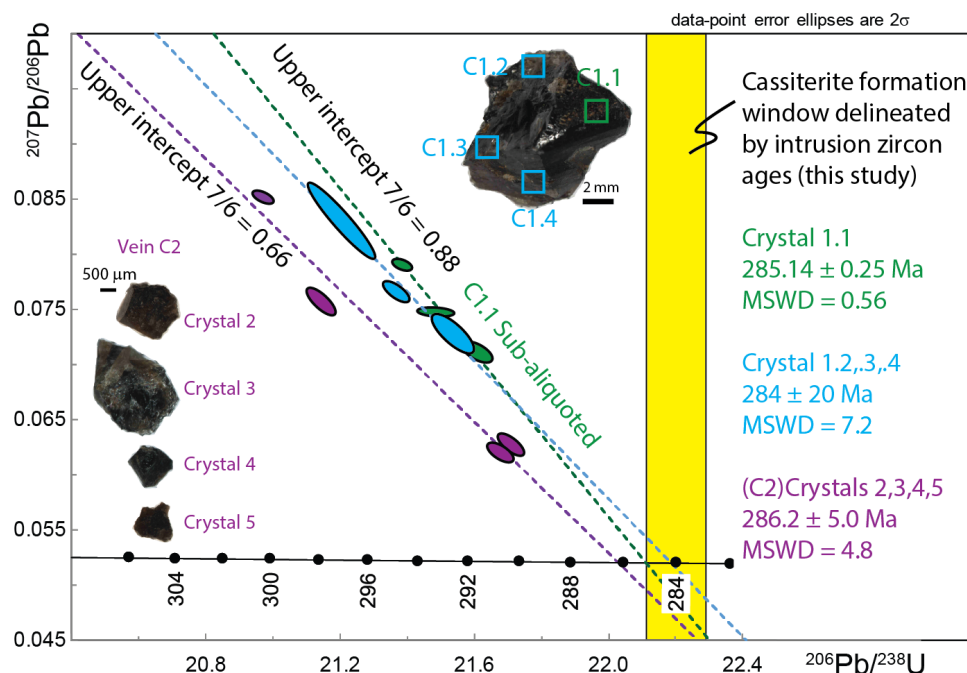 data-point error ellipses are 2σ
207Pb/206Pb
0.085
0.075
0.065
0.055
0.045
Upper intercept 7/6 = 0.66
Upper intercept 7/6 = 0.88
C1.1 Sub-aliquoted
C1.2
C1.1
C1.3
C1.4
2 mm
Cassiterite formation
window delineated
by intrusion zircon
ages (this study)
Crystal 1.1
285.14 ± 0.25 Ma
MSWD = 0.56
Crystal 1.2,.3,.4
284 ± 20 Ma
MSWD = 7.2
(C2)Crystals 2,3,4,5
286.2 ± 5.0 Ma
MSWD = 4.8
Vein C2
500 µm
Crystal 2
Crystal 3
Crystal 4
Crystal 5
304
300
296
292
288
284
20.8
21.2
21.6
22.0
22.4
206Pb/238U